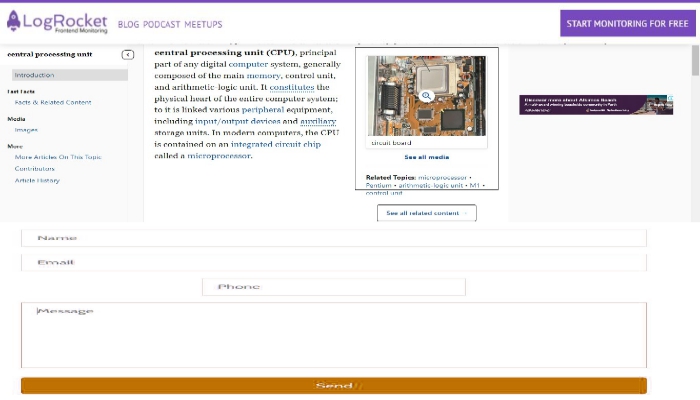 LogRocket
Frontend Monitoring
BLOG PODCAST MEETUPS
START MONITORING FOR FREE
central processing unit
Introduction
Fast Facts
Facts & Related Content
Media
Images
More
More Articles On This Topic
Contributors
Article History
central processing unit (CPU), principal
part of any digital computer system, generally
composed of the main memory, control unit,
and arithmetic-logic unit. It constitutes the
physical heart of the entire computer system;
to it is linked various peripheral equipment,
including input/output devices and auxiliary
storage units. In modern computers, the CPU
is contained on an integrated circuit chip
called a microprocessor.
circuit board
See all media
Related Topics: microprocessor •
Pentium • arithmetic-logic unit • M1 •
control unit
See all related content →
Discover more about Alliance Beach
Name
Email
Phone
Message
Send